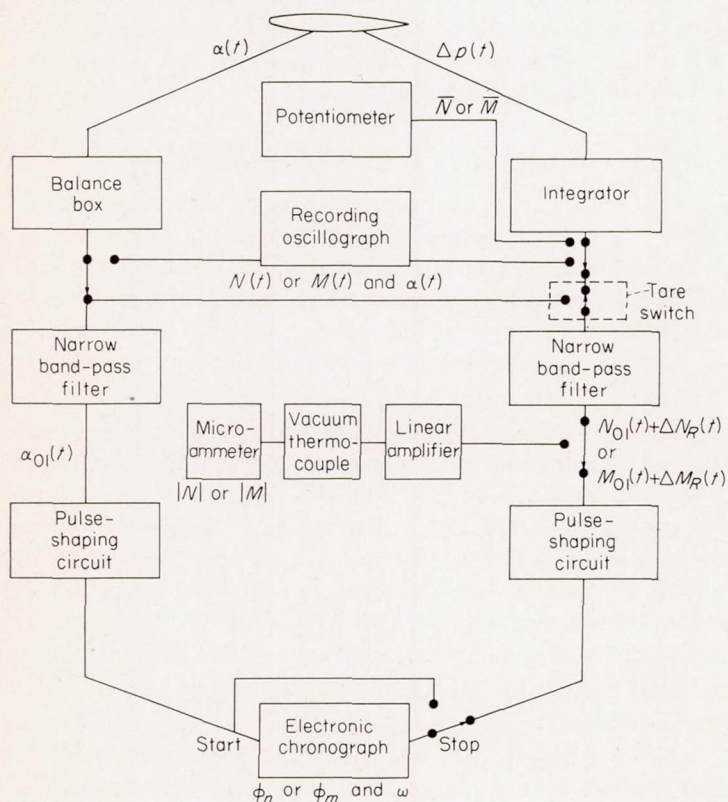 α(t)
Δp(t)
Potentiometer
N̅ or M̅
Balance
box
Integrator
Recording
oscillograph
N(t) or M(t) and α(t)
Tare
switch
Narrow
band-pass
filter
Narrow
band-pass
filter
Micro-
ammeter
Vacuum
thermo-
couple
Linear
amplifier
N₀₁(t)+ΔN_R(t)
or
M₀₁(t)+ΔM_R(t)
α₀₁(t)
|N| or |M|
Pulse-
shaping
circuit
Pulse-
shaping
circuit
Start
Electronic
chronograph
Stop
ϕₙ or ϕₘ and ω